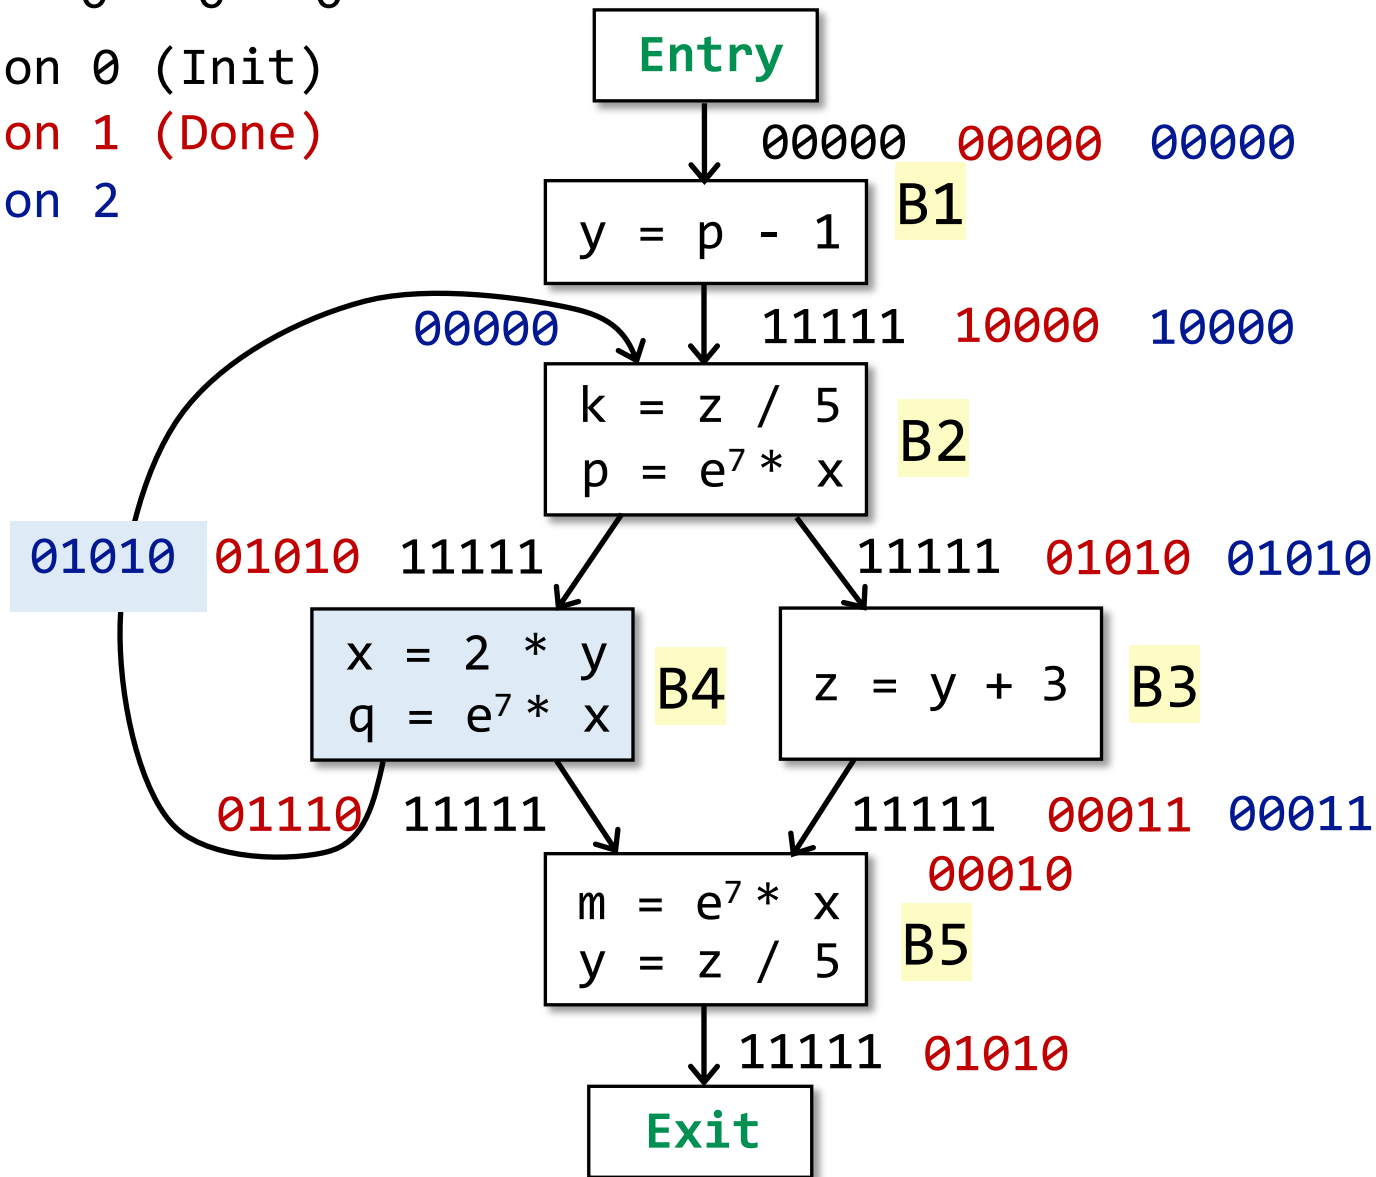 on 0 (Init)
on 1 (Done)
on 2
Entry
00000 00000 00000
B1
y = p - 1
00000
11111 10000 10000
k = z / 5
p = e⁷ * x
B2
01010 01010 11111
11111 01010 01010
x = 2 * y
q = e⁷ * x
B4
z = y + 3
B3
01110 11111
11111 00011 00011
00010
m = e⁷ * x
y = z / 5
B5
11111 01010
Exit